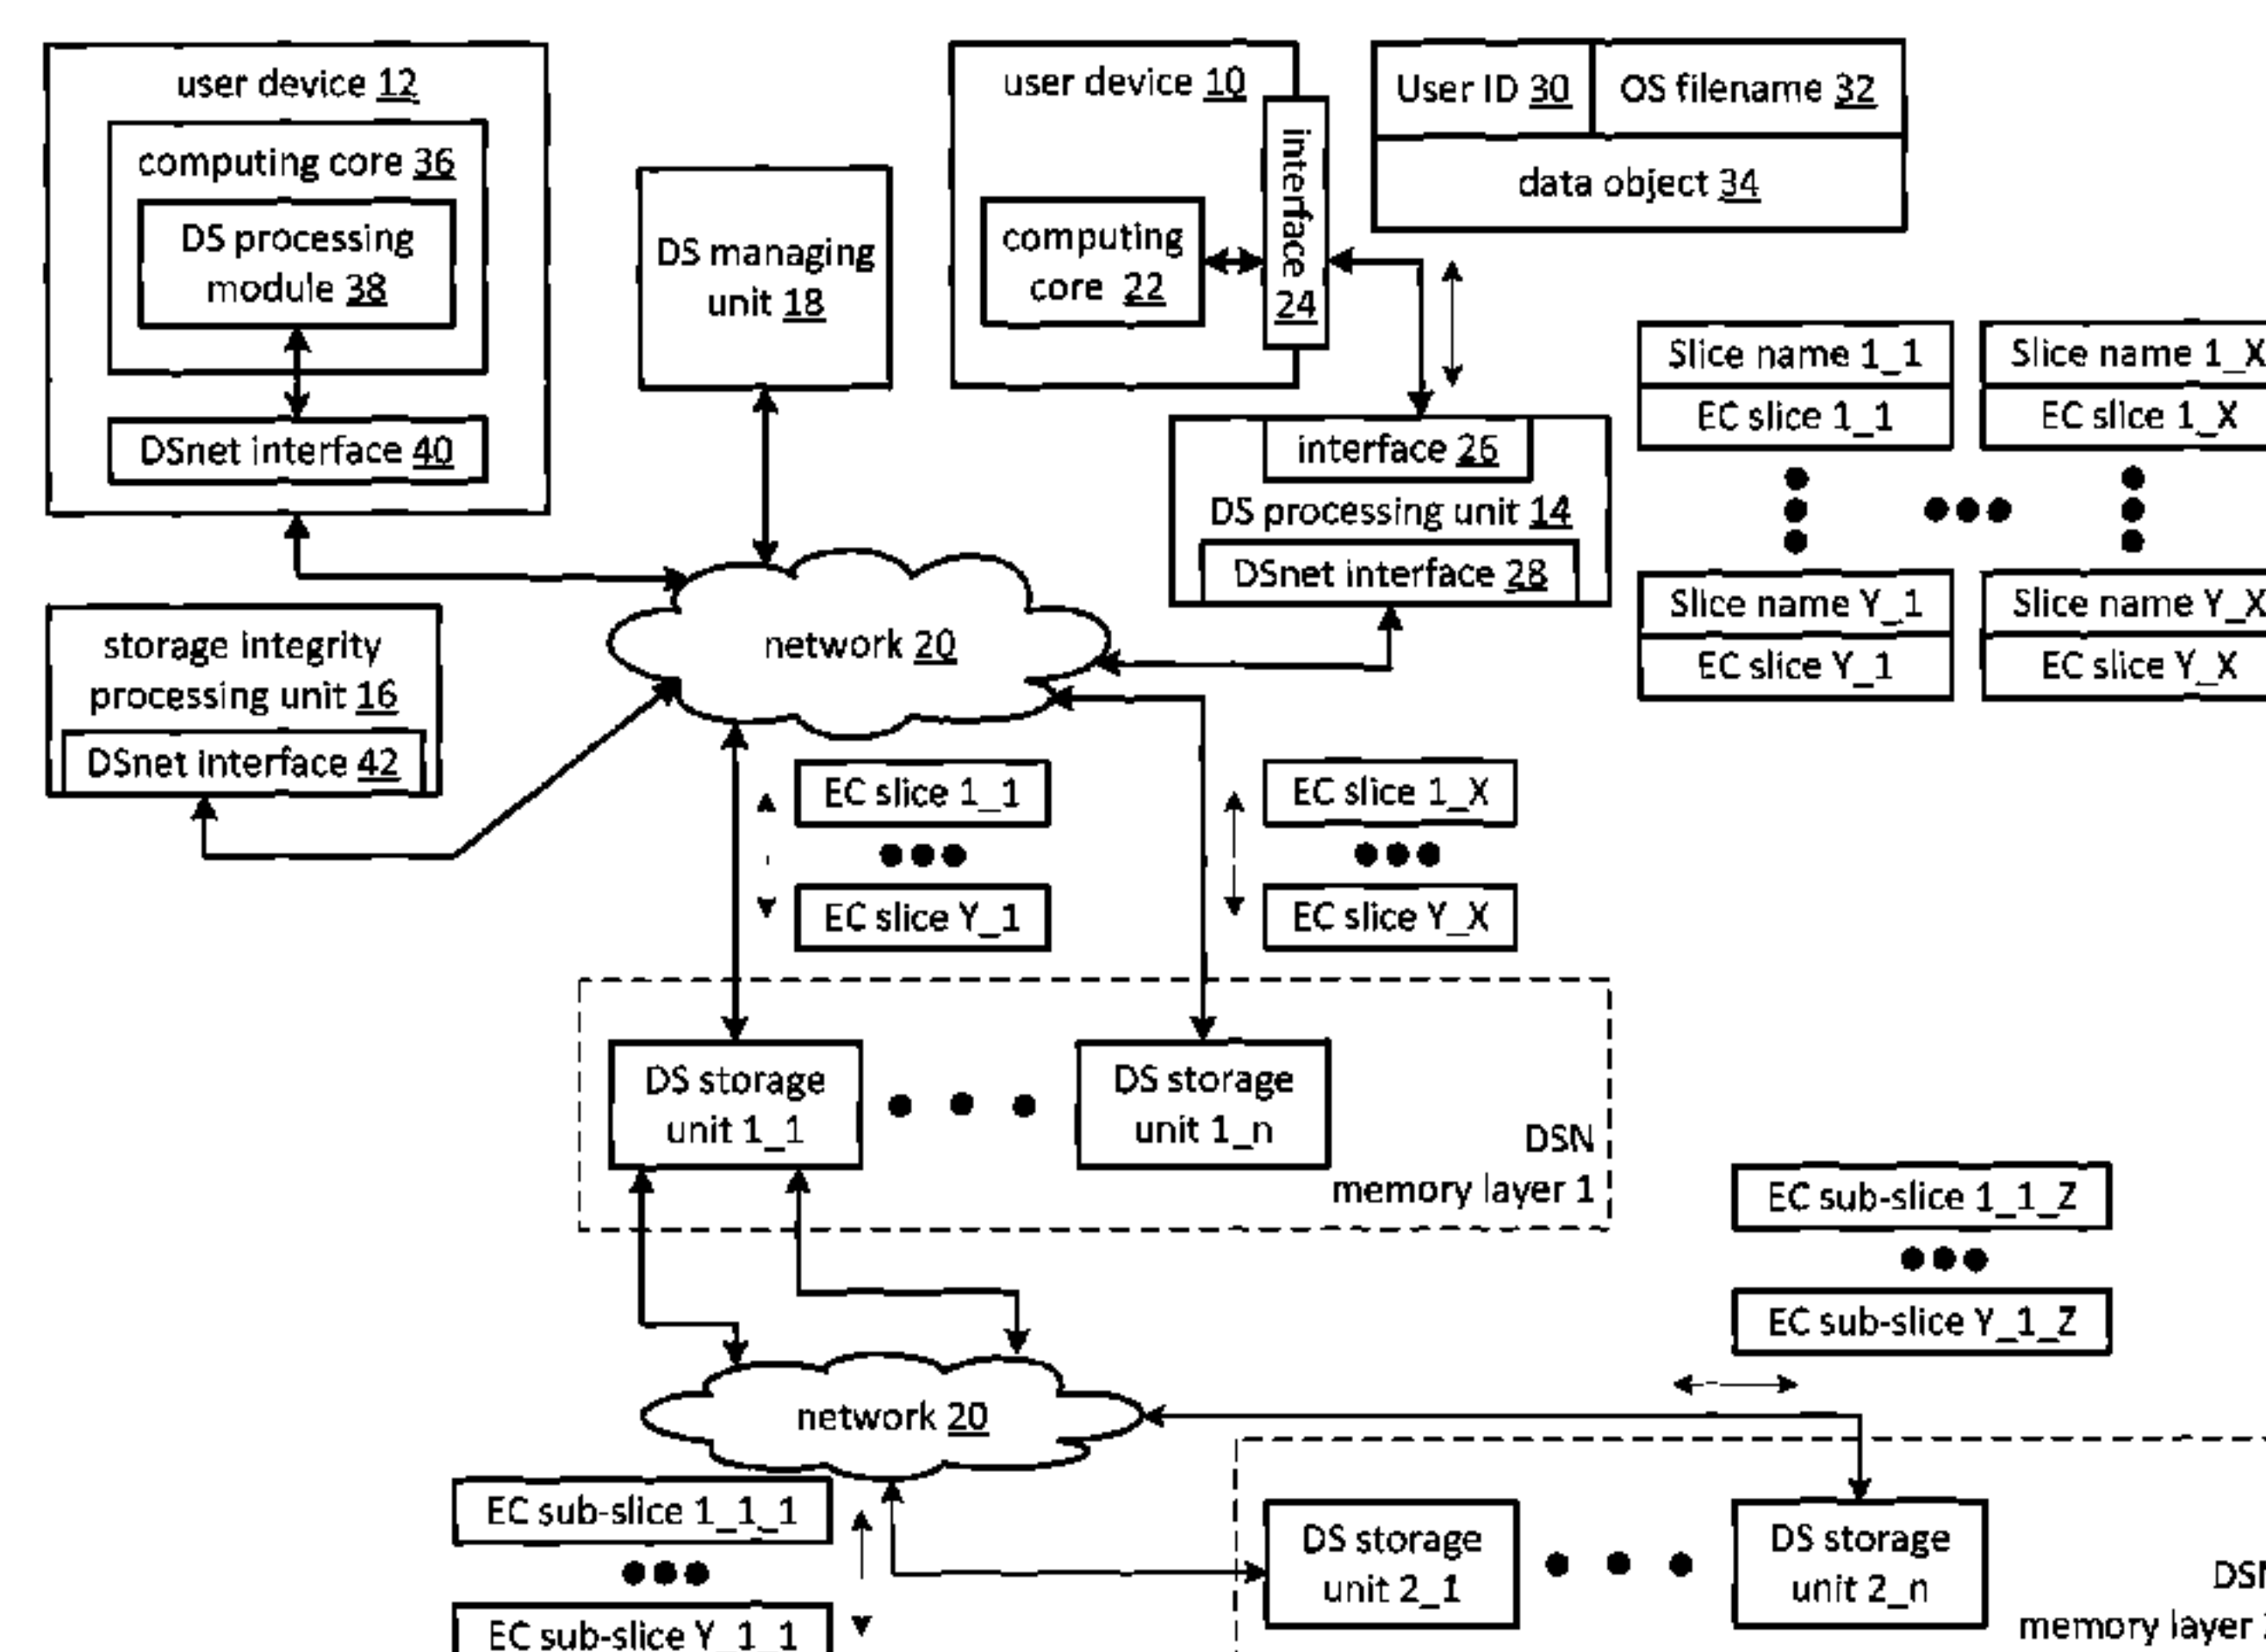 user device 12
computing core 36
DS processing
module 38
DSnet interface 40
DS managing
unit 18
user device 10
computing
core 22
interface 24
User ID 30
OS filename 32
data object 34
interface 26
DS processing unit 14
DSnet interface 28
Slice name 1_1
EC slice 1_1
Slice name 1_X
EC slice 1_X
Slice name Y_1
EC slice Y_1
Slice name Y_X
EC slice Y_X
storage integrity
processing unit 16
DSnet interface 42
network 20
EC slice 1_1
EC slice Y_1
EC slice 1_X
EC slice Y_X
DS storage
unit 1_1
DS storage
unit 1_n
DSN
memory layer 1
EC sub-slice 1_1_Z
EC sub-slice Y_1_Z
network 20
EC sub-slice 1_1_1
EC sub-slice Y_1_1
DS storage
unit 2_1
DS storage
unit 2_n
memory layer